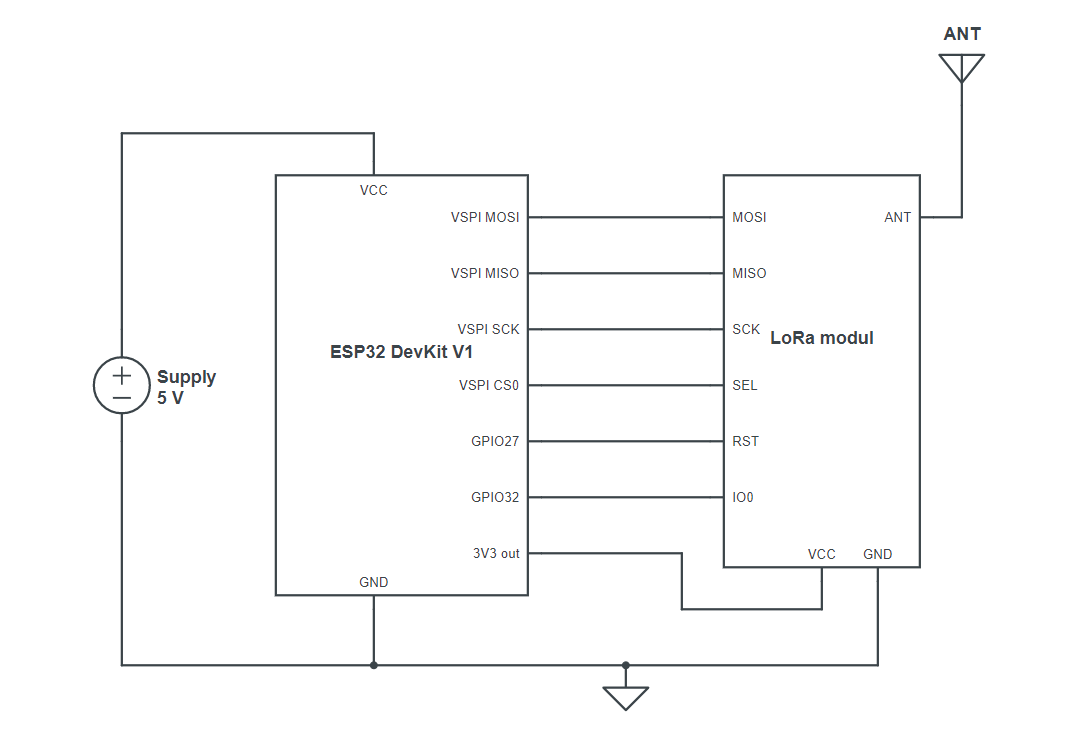 ANT
VCC
VSPI MOSI
MOSI
ANT
VSPI MISO
MISO
VSPI SCK
SCK
LoRa modul
ESP32 DevKit V1
Supply
5 V
VSPI CS0
SEL
GPIO27
RST
GPIO32
IO0
3V3 out
VCC
GND
GND